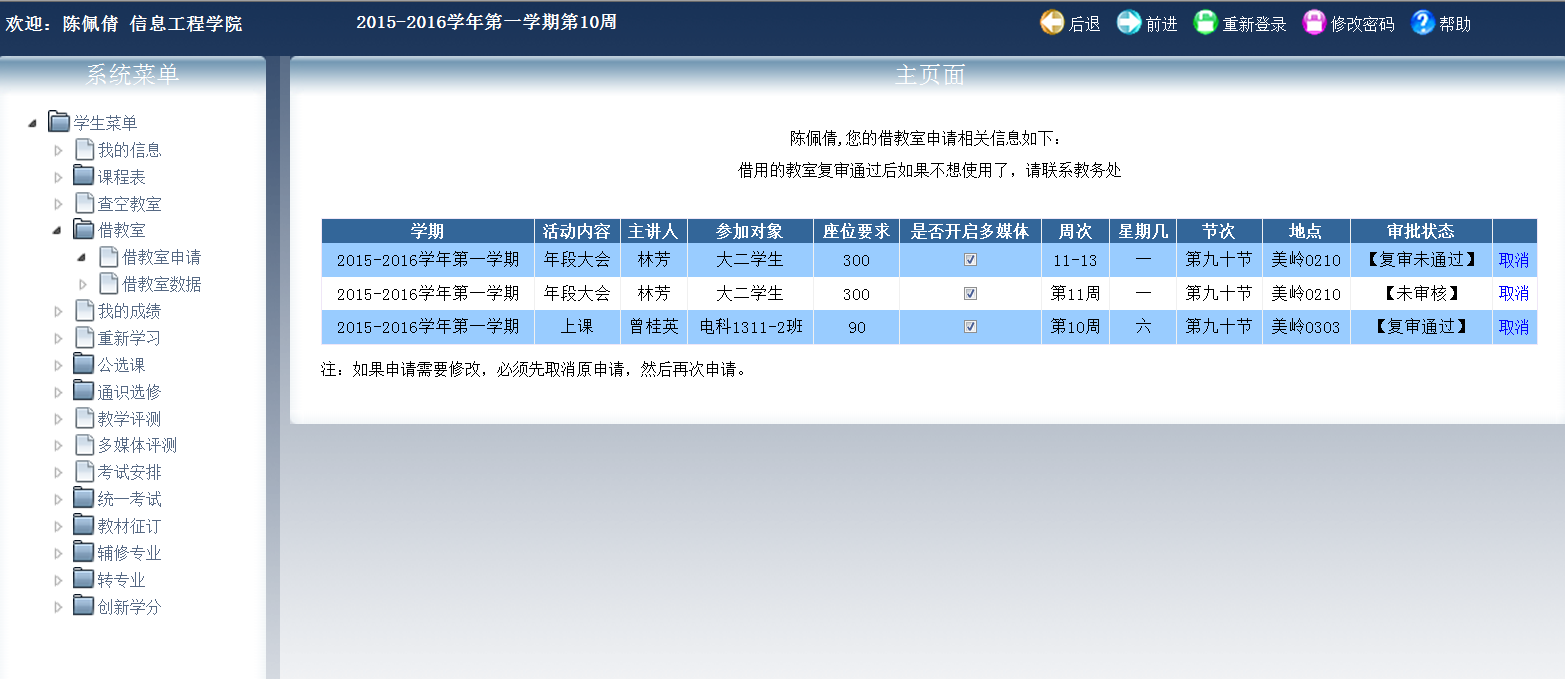 欢迎：陈佩倩 信息工程学院 2015-2016学年第一学期第10周 后退 前进 重新登录 修改密码 帮助
系统菜单
学生菜单
我的信息
课程表
查空教室
借教室
借教室申请
借教室数据
我的成绩
重新学习
公选课
通识选修
教学评测
多媒体评测
考试安排
统一考试
教材征订
辅修专业
转专业
创新学分
主页面
陈佩倩,您的借教室申请相关信息如下：
借用的教室复审通过后如果不想使用了，请联系教务处
学期 活动内容 主讲人 参加对象 座位要求 是否开启多媒体 周次 星期几 节次 地点 审批状态
2015-2016学年第一学期 年段大会 林芳 大二学生 300 11-13 一 第九十节 美岭0210 【复审未通过】 取消
2015-2016学年第一学期 年段大会 林芳 大二学生 300 第11周 一 第九十节 美岭0210 【未审核】 取消
2015-2016学年第一学期 上课 曾桂英 电科1311-2班 90 第10周 六 第九十节 美岭0303 【复审通过】 取消
注：如果申请需要修改，必须先取消原申请，然后再次申请。